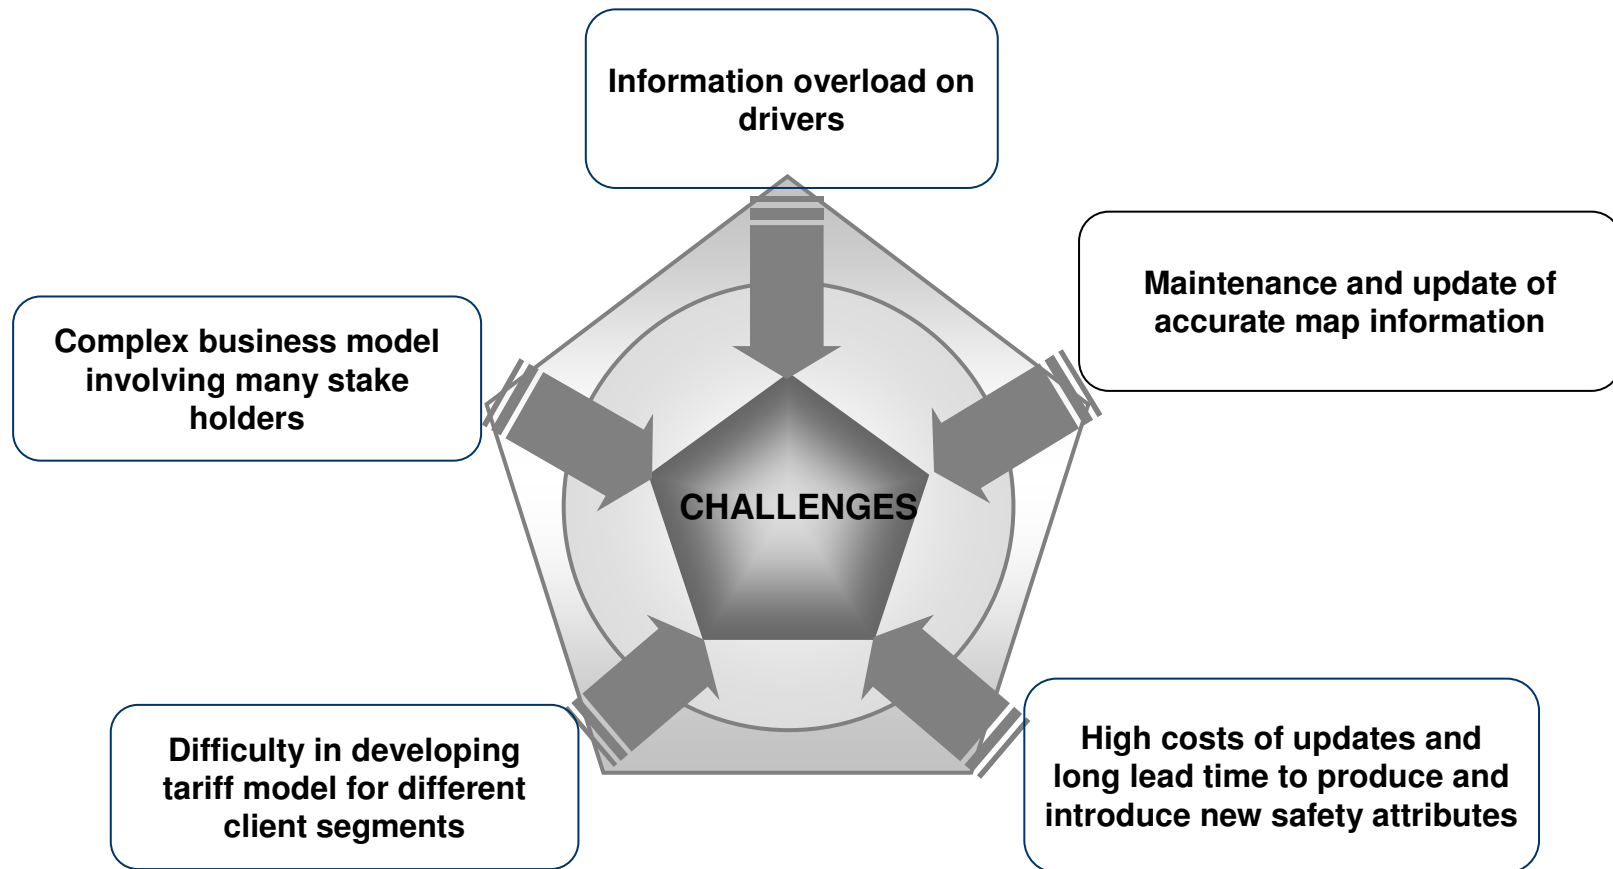 Information overload on
drivers
Maintenance and update of
accurate map information
Complex business model
involving many stake
holders
CHALLENGES
Difficulty in developing
tariff model for different
client segments
High costs of updates and
long lead time to produce and
introduce new safety attributes